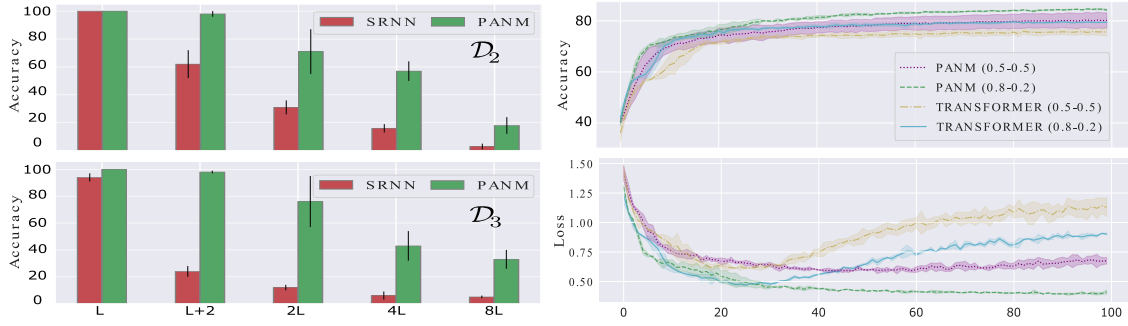 100
80
60
40
20
0
Accuracy
SRNN
PANM
D₂
100
80
60
40
20
0
Accuracy
SRNN
PANM
D₃
L
L+2
2L
4L
8L
80
60
40
Accuracy
PANM (0.5-0.5)
PANM (0.8-0.2)
TRANSFORMER (0.5-0.5)
TRANSFORMER (0.8-0.2)
1.50
1.25
1.00
0.75
0.50
Loss
0
20
40
60
80
100